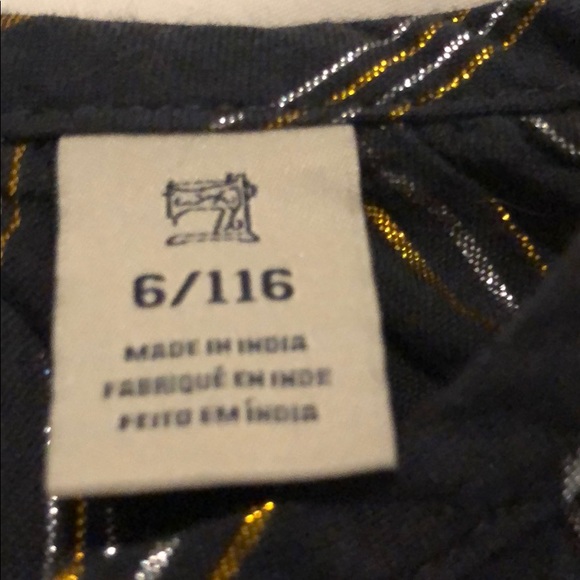 6/116
MADE IN INDIA
FABRIQUÉ EN INDE
FEITO EM ÍNDIA